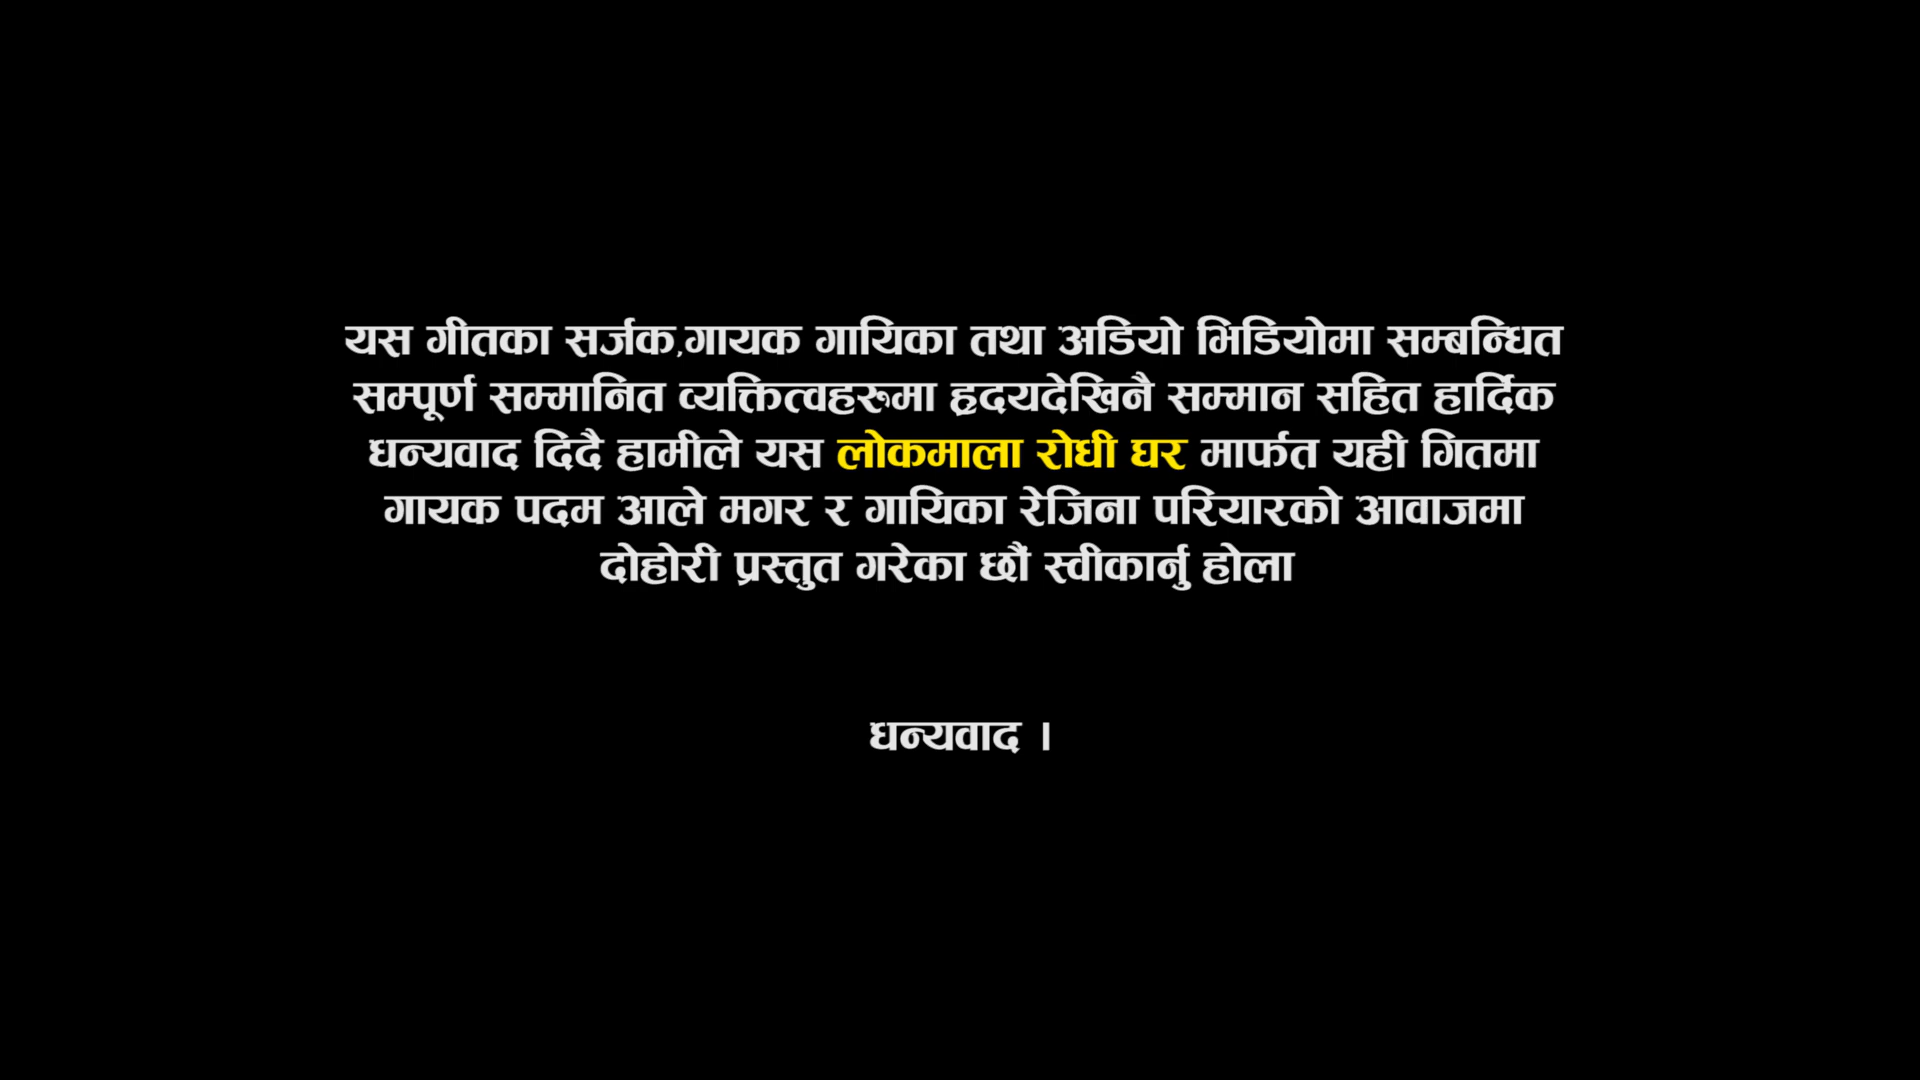 यस गीतका सर्जक,गायक गायिका तथा अडियो भिडियोमा सम्बन्धित
सम्पूर्ण सम्मानित व्यक्तित्वहरुमा हृदयदेखिनै सम्मान सहित हार्दिक
धन्यवाद दिदै हामीले यस लोकमाला रोधी घर मार्फत यही गितमा
गायक पदम आले मगर र गायिका रेजिना परियारको आवाजमा
दोहोरी प्रस्तुत गरेका छौं स्वीकार्नु होला
धन्यवाद ।